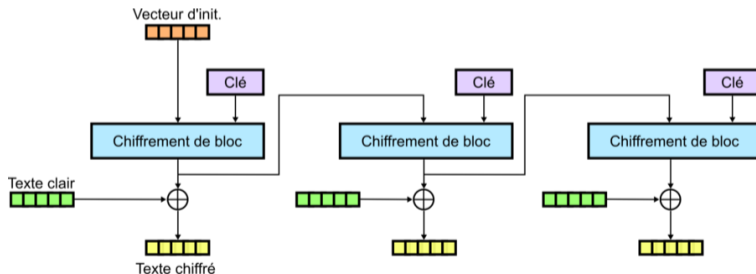 Vecteur d'init.
Clé
Clé
Clé
Chiffrement de bloc
Chiffrement de bloc
Chiffrement de bloc
Texte clair
Texte chiffré